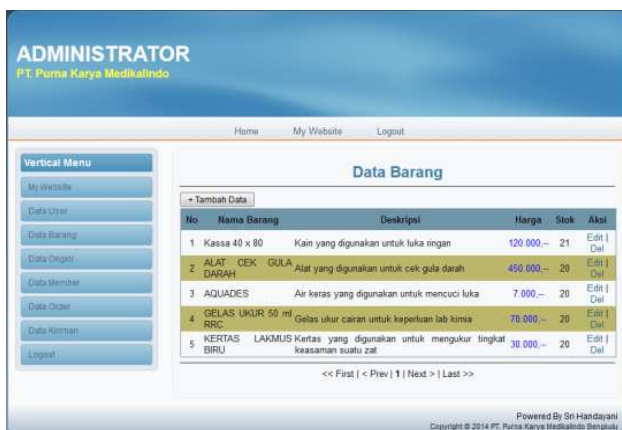 ADMINISTRATOR
PT. Purna Karya Medikalindo
Home My Website Logout
Vertical Menu
My Website
Data User
Data Barang
Data Ongkir
Data Member
Data Order
Data Kiriman
Logout
Data Barang
+ Tambah Data
No Nama Barang Deskripsi Harga Stok Aksi
1 Kassa 40 x 80 Kain yang digunakan untuk luka ringan 120.000,-- 21 Edit | Del
2 ALAT CEK GULA DARAH Alat yang digunakan untuk cek gula darah 450.000,-- 20 Edit | Del
3 AQUADES Air keras yang digunakan untuk mencuci luka 7.000,-- 20 Edit | Del
4 GELAS UKUR 50 ml RRC Gelas ukur cairan untuk keperluan lab kimia 70.000,-- 20 Edit | Del
5 KERTAS LAKMUS BIRU Kertas yang digunakan untuk mengukur tingkat keasaman suatu zat 30.000,-- 20 Edit | Del
<< First | < Prev | 1 | Next > | Last >>
Powered By Sri Handayani
Copyright © 2014 PT. Purna Karya Medikalindo Bengkulu